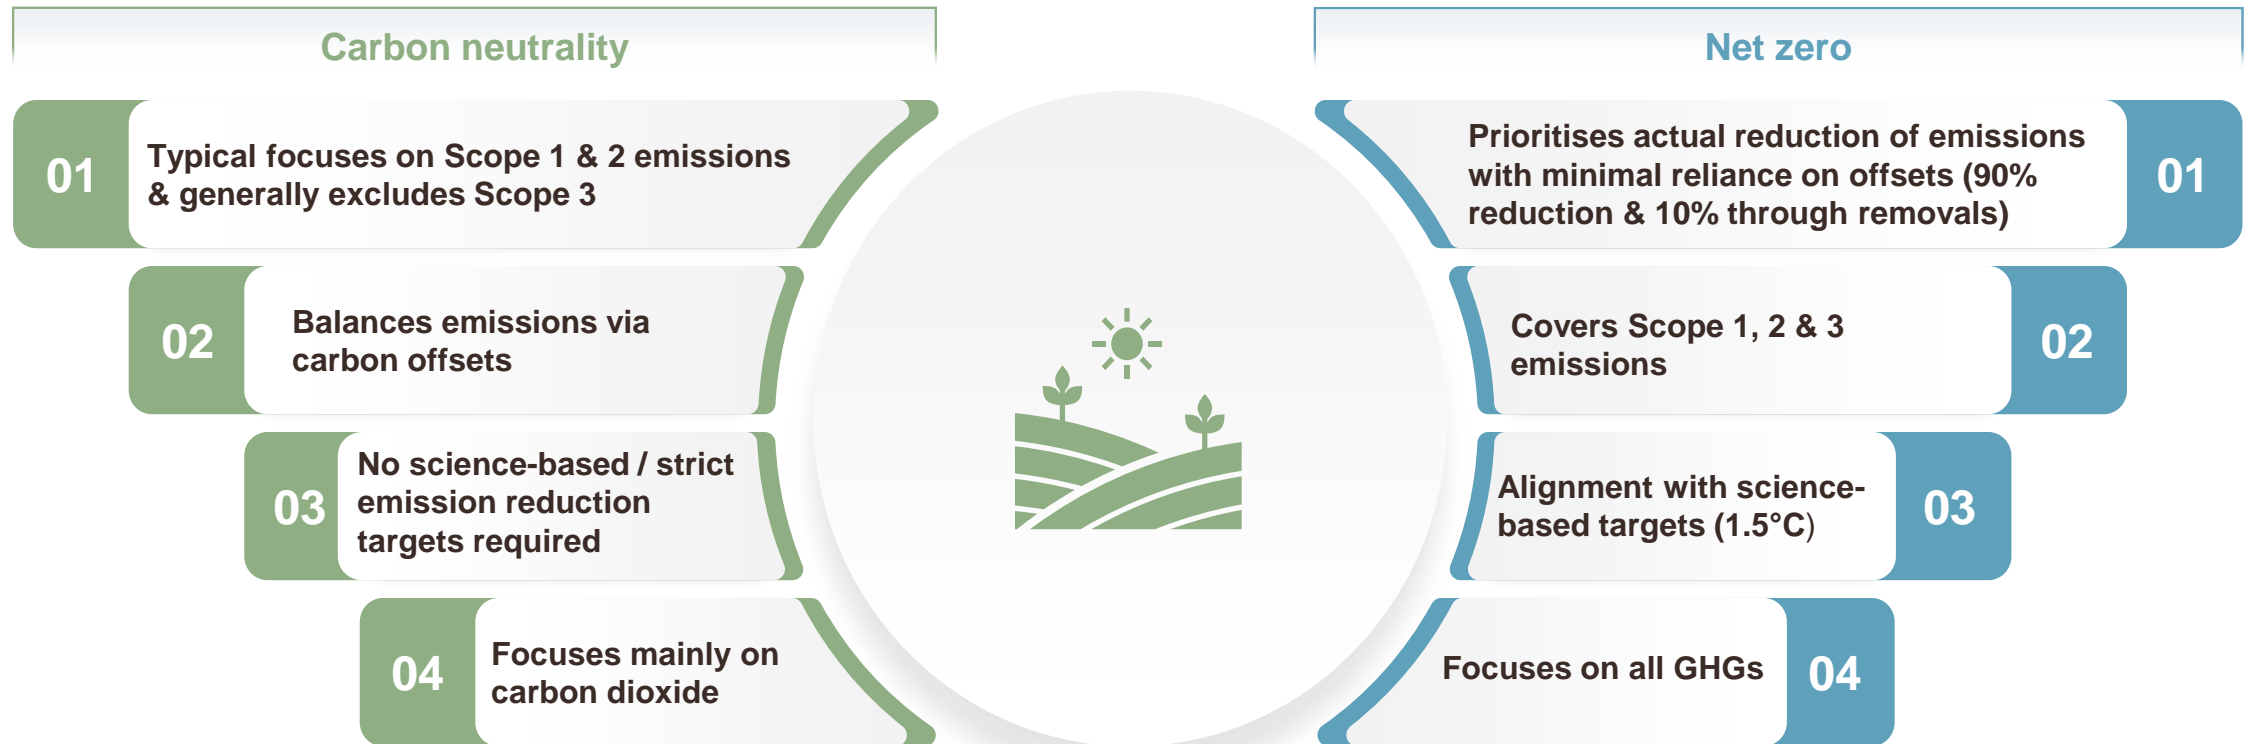 Carbon neutrality
01
Typical focuses on Scope 1 & 2 emissions
& generally excludes Scope 3
02
Balances emissions via
carbon offsets
03
No science-based / strict
emission reduction
targets required
04
Focuses mainly on
carbon dioxide
Net zero
Prioritises actual reduction of emissions
with minimal reliance on offsets (90%
reduction & 10% through removals)
01
Covers Scope 1, 2 & 3
emissions
02
Alignment with science-
based targets (1.5°C)
03
Focuses on all GHGs
04